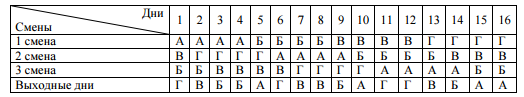 Дни
Смены
1 2 3 4 5 6 7 8 9 10 11 12 13 14 15 16
1 смена А А А А Б Б Б Б В В В В Г Г Г Г
2 смена В Г Г Г Г А А А А Б Б Б Б В В В
3 смена Б Б В В В В Г Г Г Г А А А А Б Б
Выходные дни Г В Б Б А Г В В Б А Г Г В Б А А